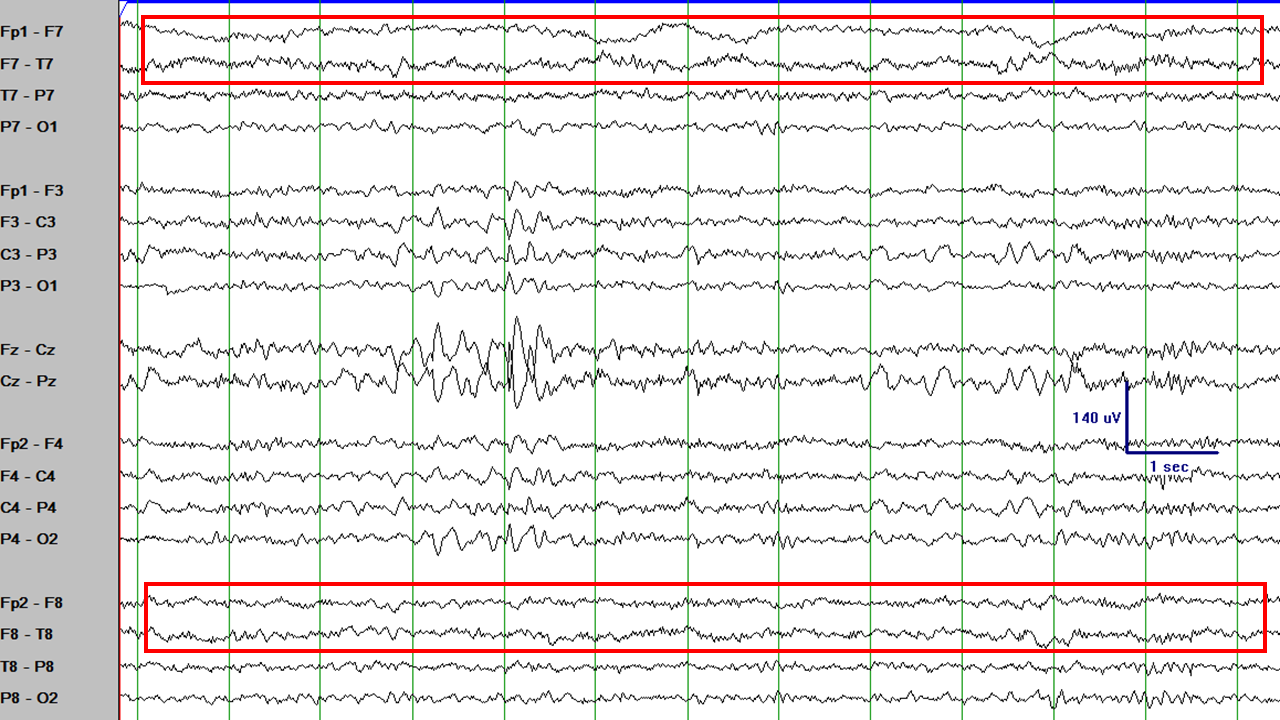 Fp1 - F7
F7 - T7
T7 - P7
P7 - O1
Fp1 - F3
F3 - C3
C3 - P3
P3 - O1
Fz - Cz
Cz - Pz
140 uV
Fp2 - F4
1 sec
F4 - C4
C4 - P4
P4 - O2
Fp2 - F8
F8 - T8
T8 - P8
P8 - O2